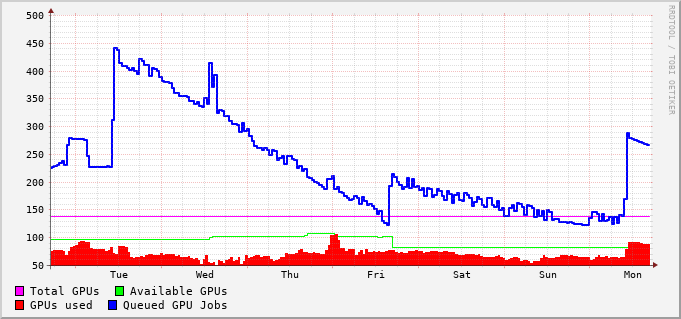 500
450
400
350
300
250
200
150
100
50
Tue Wed Thu Fri Sat Sun Mon
Total GPUs Available GPUs
GPUs used Queued GPU Jobs
RRDTOOL / TOBI OETIKER